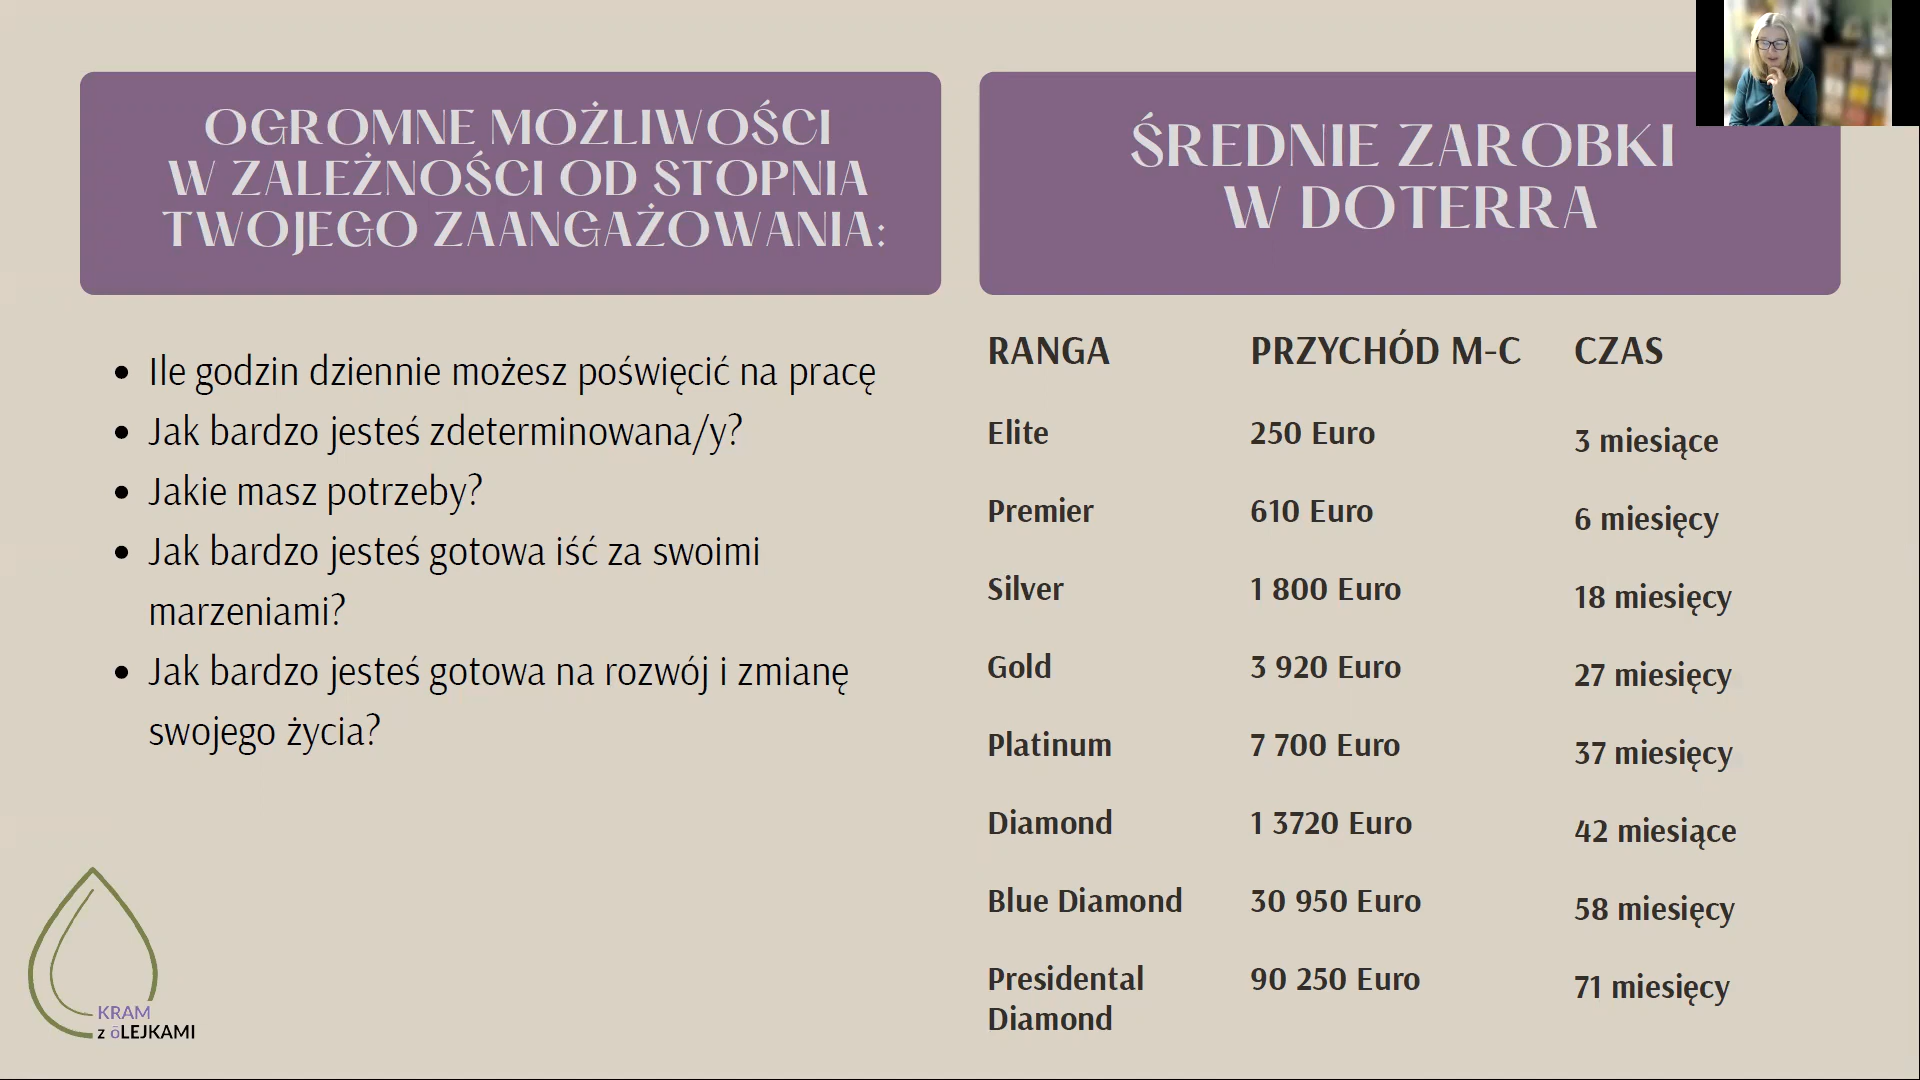 OGROMNE MOŻLIWOŚCI
W ZALEŻNOŚCI OD STOPNIA
TWOJEGO ZAANGAŻOWANIA:
• Ile godzin dziennie możesz poświęcić na pracę
• Jak bardzo jesteś zdeterminowana/y?
• Jakie masz potrzeby?
• Jak bardzo jesteś gotowa iść za swoimi
marzeniami?
• Jak bardzo jesteś gotowa na rozwój i zmianę
swojego życia?
KRAM
z ōLEJKAMI
ŚREDNIE ZAROBKI
W DOTERRA
RANGA PRZYCHÓD M-C CZAS
Elite 250 Euro 3 miesiące
Premier 610 Euro 6 miesięcy
Silver 1 800 Euro 18 miesięcy
Gold 3 920 Euro 27 miesięcy
Platinum 7 700 Euro 37 miesięcy
Diamond 1 3720 Euro 42 miesiące
Blue Diamond 30 950 Euro 58 miesięcy
Presidental 90 250 Euro 71 miesięcy
Diamond